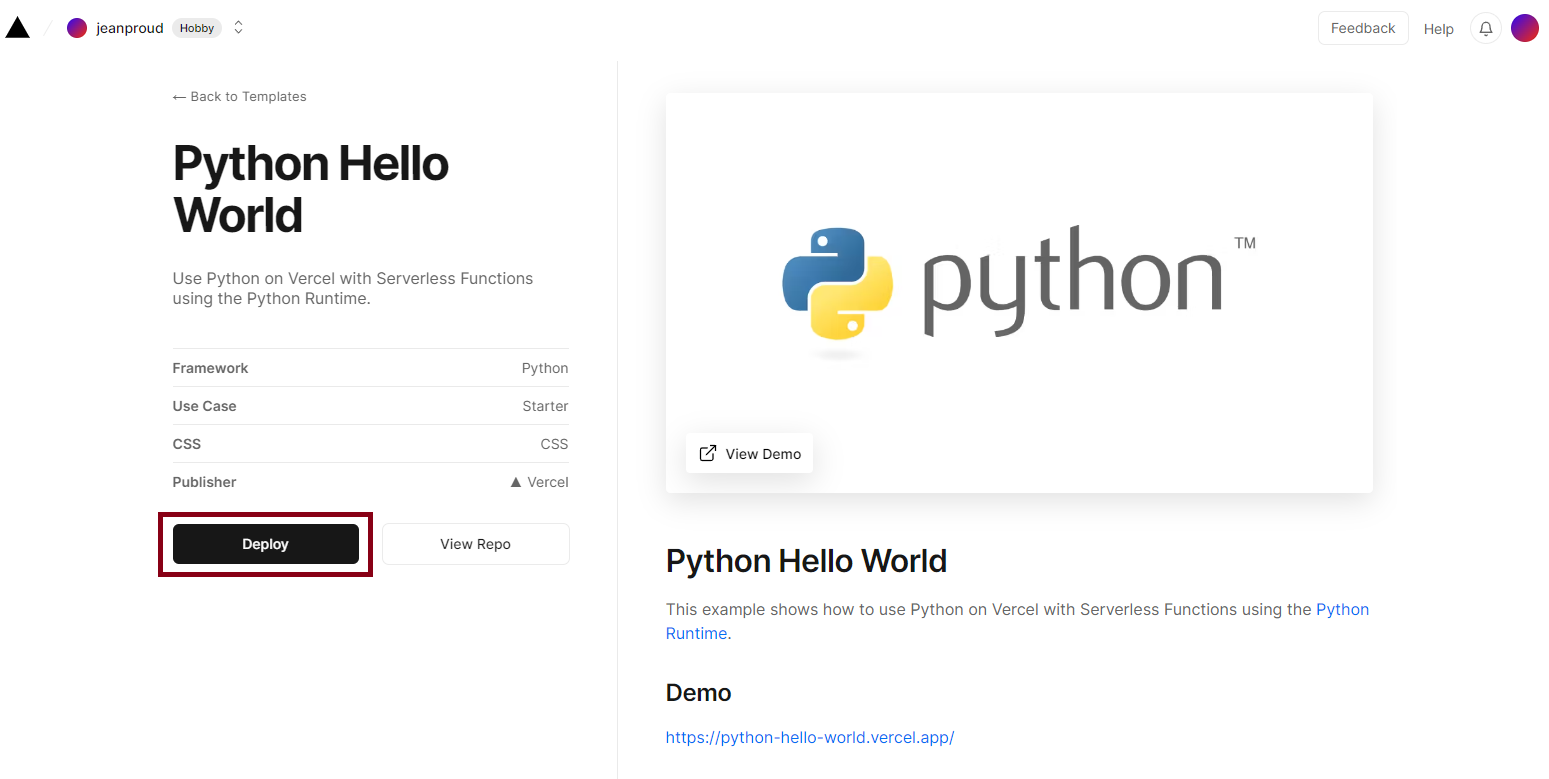 jeanproud Hobby
Feedback Help
← Back to Templates
Python Hello
World
Use Python on Vercel with Serverless Functions
using the Python Runtime.
Framework Python
Use Case Starter
CSS CSS
Publisher ▲ Vercel
Deploy View Repo
python TM
View Demo
Python Hello World
This example shows how to use Python on Vercel with Serverless Functions using the Python
Runtime.
Demo
https://python-hello-world.vercel.app/